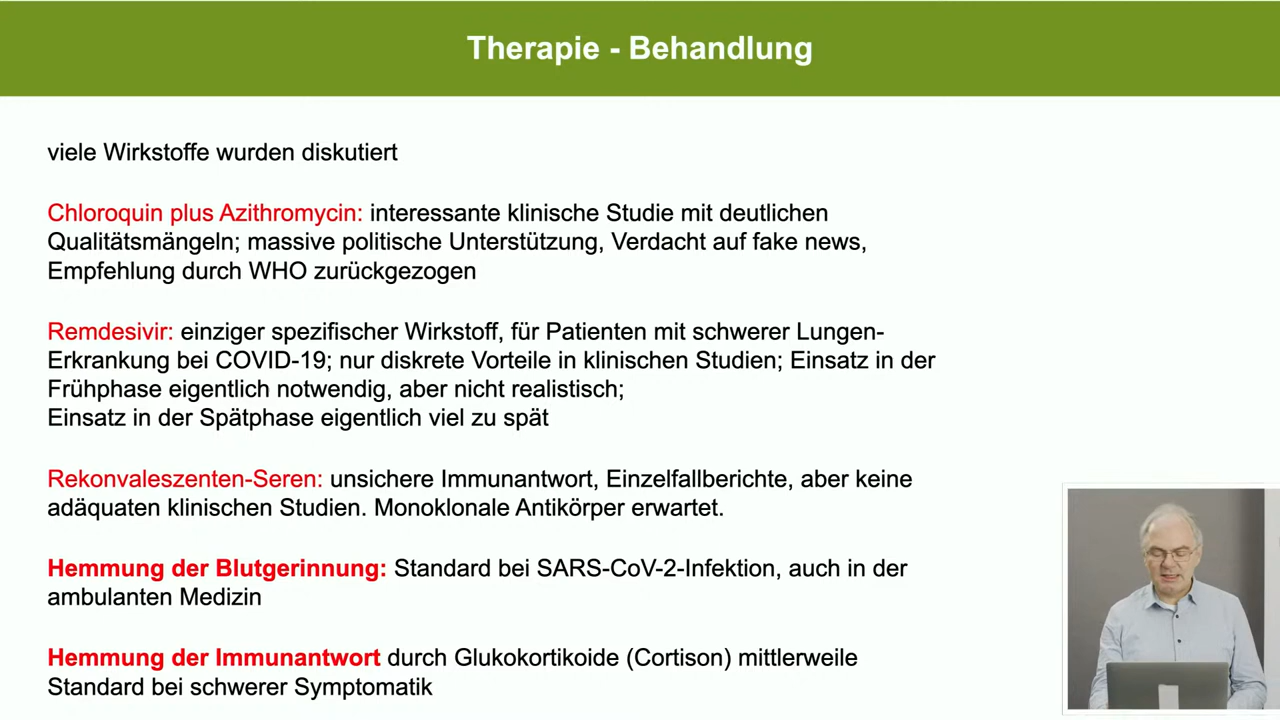 Therapie - Behandlung
viele Wirkstoffe wurden diskutiert
Chloroquin plus Azithromycin: interessante klinische Studie mit deutlichen
Qualitätsmängeln; massive politische Unterstützung, Verdacht auf fake news,
Empfehlung durch WHO zurückgezogen
Remdesivir: einziger spezifischer Wirkstoff, für Patienten mit schwerer Lungen-
Erkrankung bei COVID-19; nur diskrete Vorteile in klinischen Studien; Einsatz in der
Frühphase eigentlich notwendig, aber nicht realistisch;
Einsatz in der Spätphase eigentlich viel zu spät
Rekonvaleszenten-Seren: unsichere Immunantwort, Einzelfallberichte, aber keine
adäquaten klinischen Studien. Monoklonale Antikörper erwartet.
Hemmung der Blutgerinnung: Standard bei SARS-CoV-2-Infektion, auch in der
ambulanten Medizin
Hemmung der Immunantwort durch Glukokortikoide (Cortison) mittlerweile
Standard bei schwerer Symptomatik